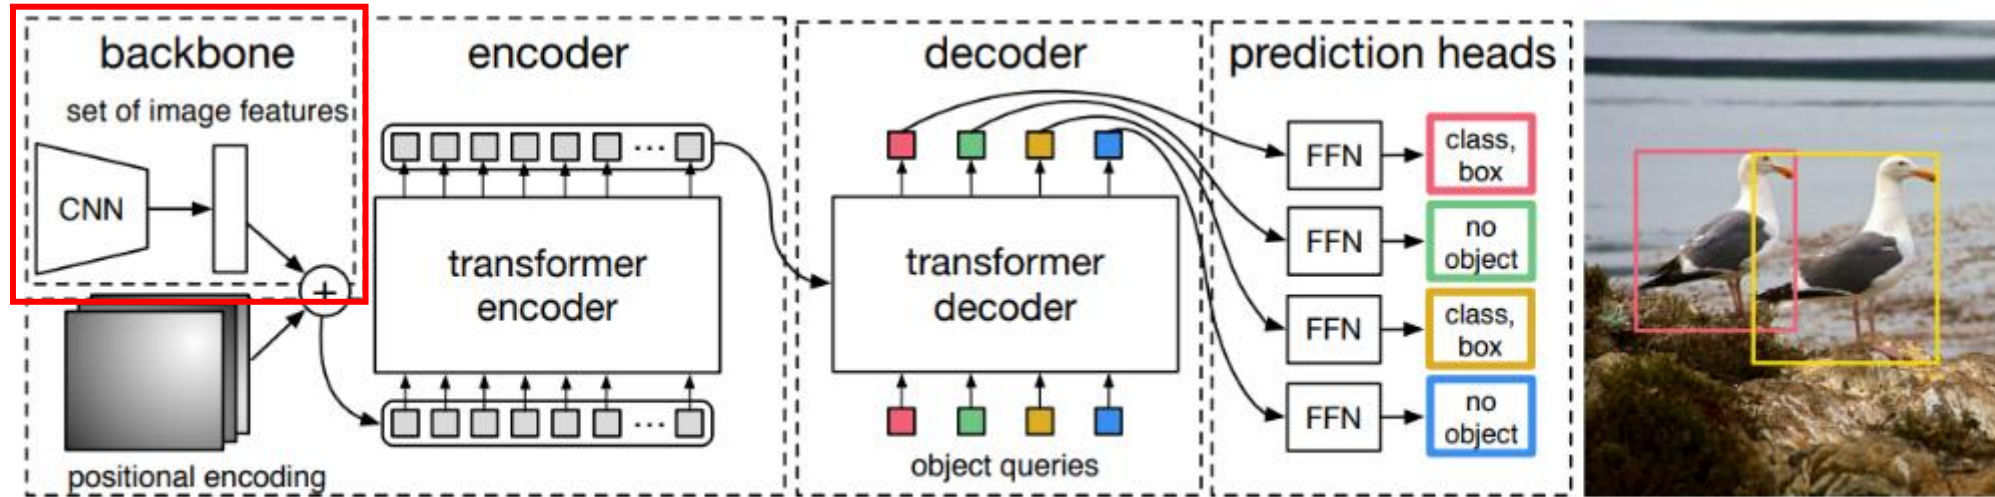 backbone
set of image features
CNN
+
positional encoding
encoder
...
transformer
encoder
...
decoder
transformer
decoder
object queries
prediction heads
FFN
class,
box
FFN
no
object
FFN
class,
box
FFN
no
object